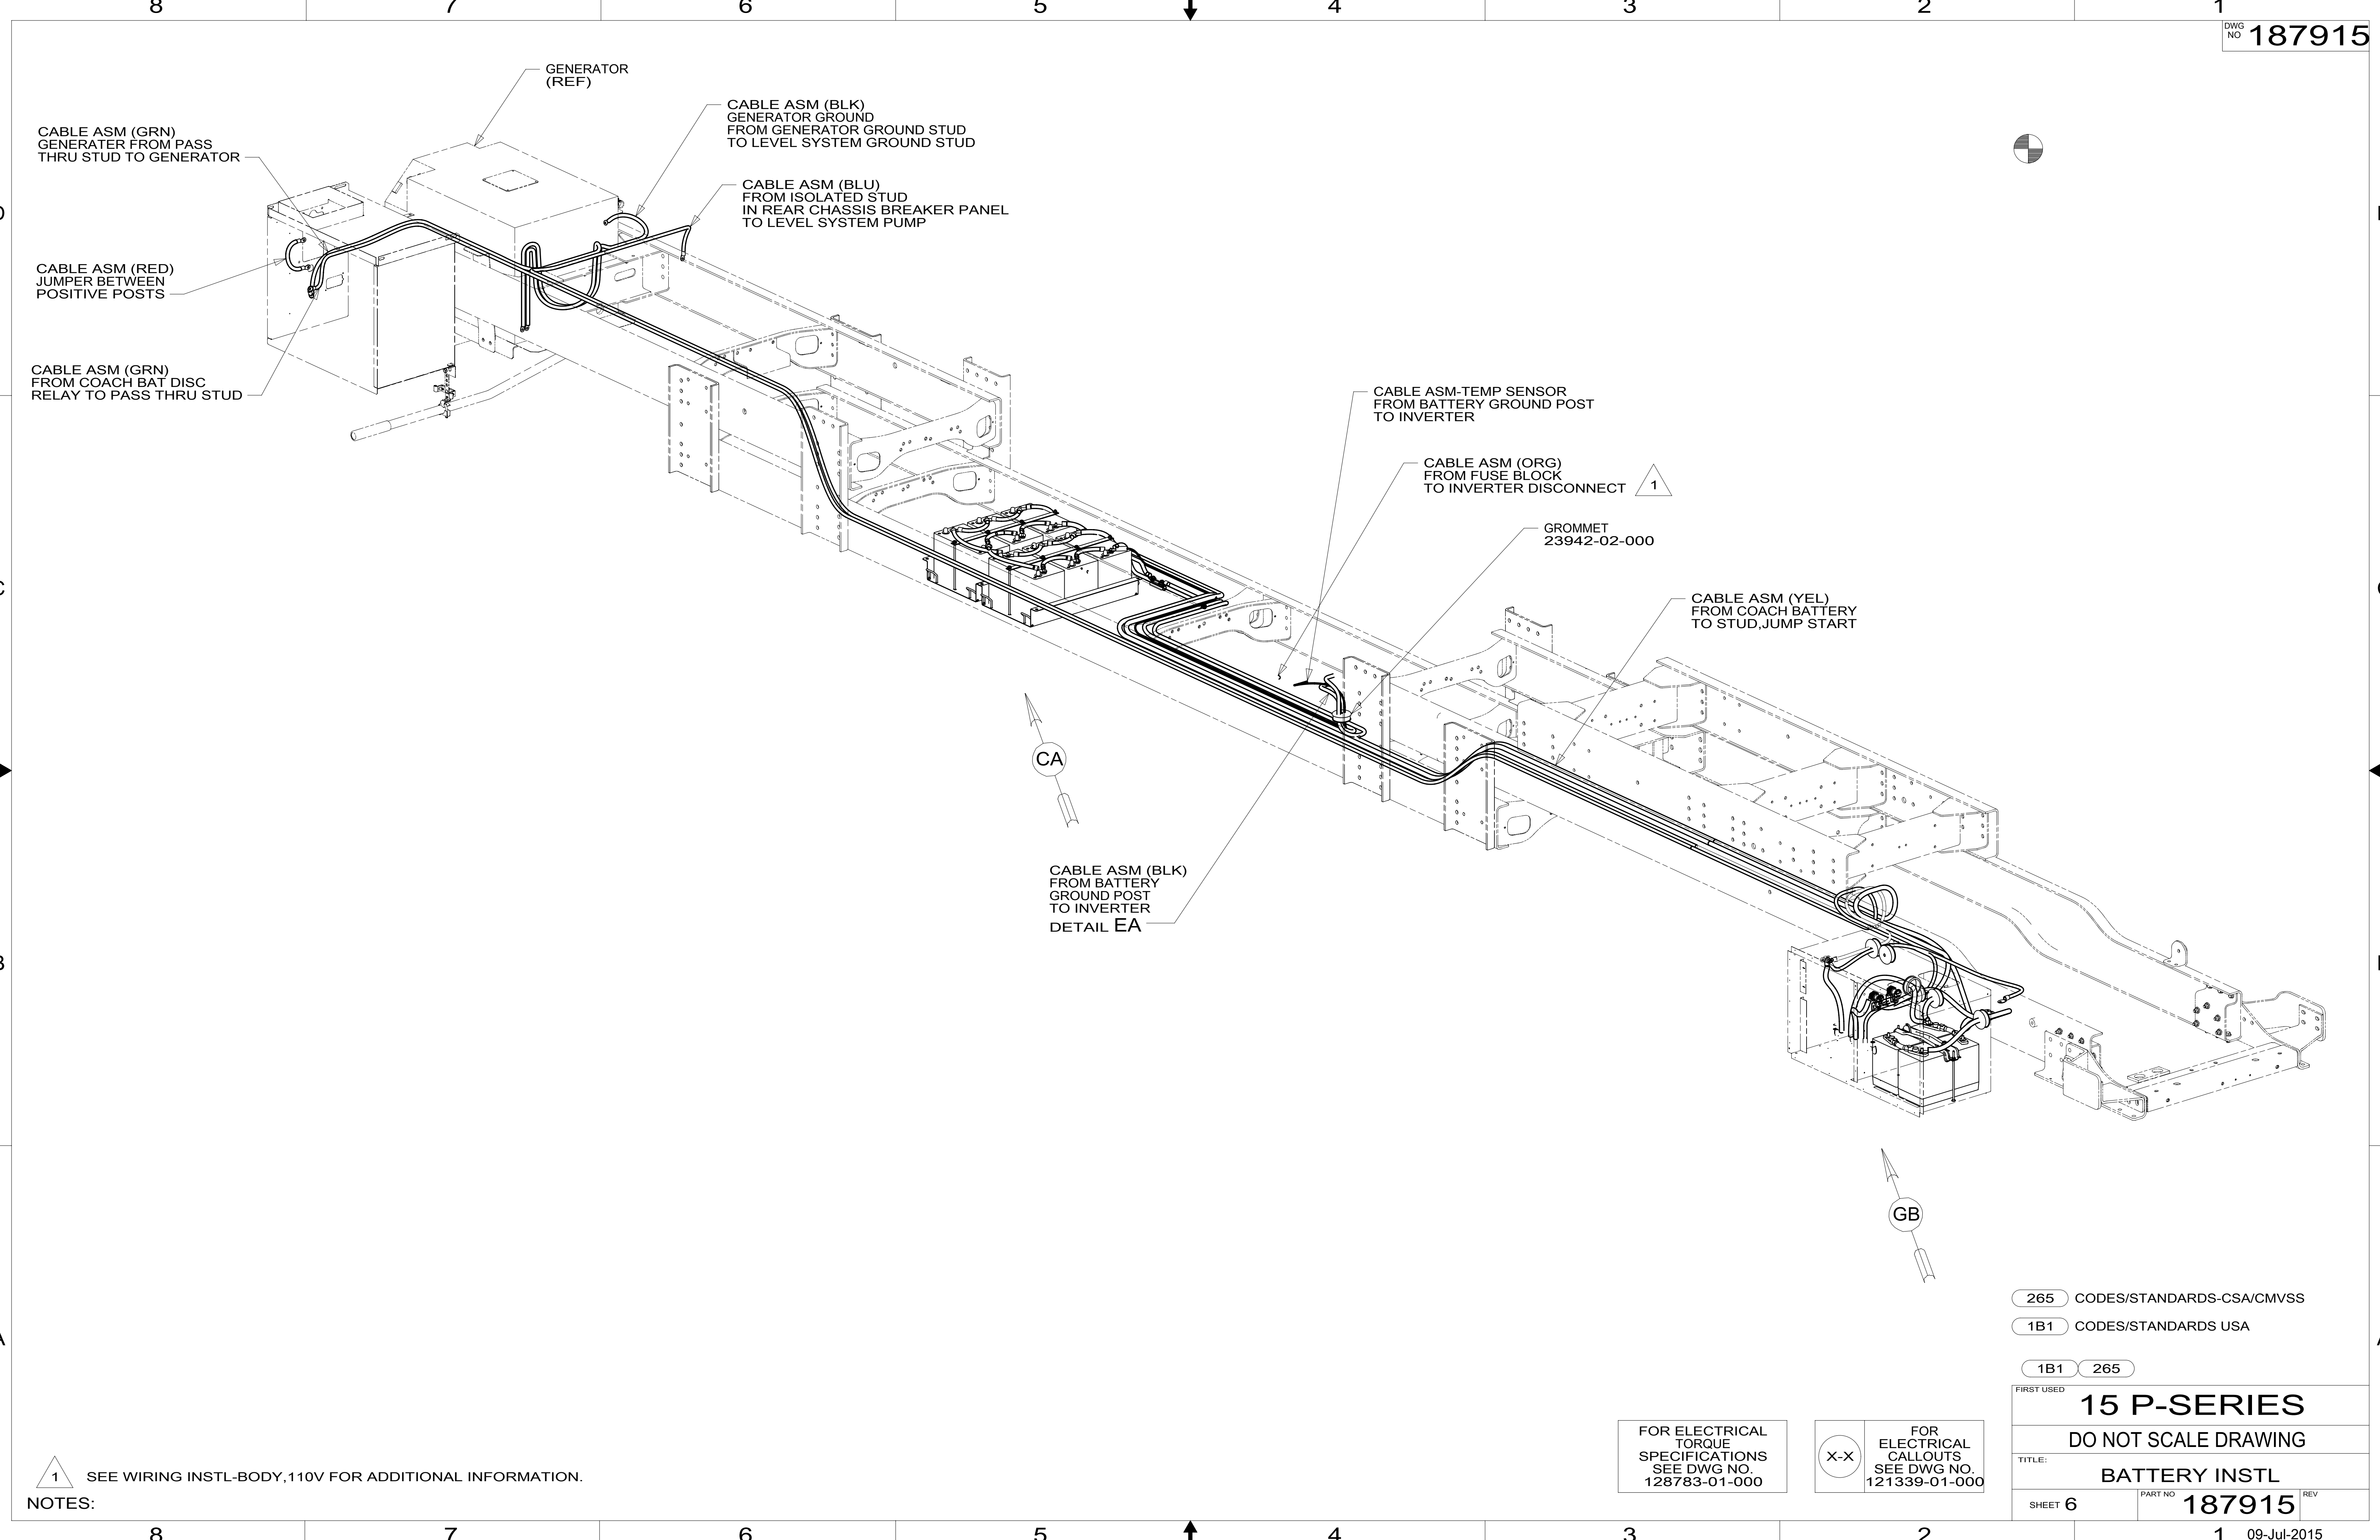 8 7 6 5 4 3 2 1
DWG
NO 187915
GENERATOR
(REF)
CABLE ASM (BLK)
GENERATOR GROUND
FROM GENERATOR GROUND STUD
TO LEVEL SYSTEM GROUND STUD
CABLE ASM (GRN)
GENERATER FROM PASS
THRU STUD TO GENERATOR
CABLE ASM (BLU)
FROM ISOLATED STUD
IN REAR CHASSIS BREAKER PANEL
TO LEVEL SYSTEM PUMP
CABLE ASM (RED)
JUMPER BETWEEN
POSITIVE POSTS
CABLE ASM (GRN)
FROM COACH BAT DISC
RELAY TO PASS THRU STUD
CABLE ASM-TEMP SENSOR
FROM BATTERY GROUND POST
TO INVERTER
CABLE ASM (ORG)
FROM FUSE BLOCK
TO INVERTER DISCONNECT 1
GROMMET
23942-02-000
CABLE ASM (YEL)
FROM COACH BATTERY
TO STUD,JUMP START
CA
CABLE ASM (BLK)
FROM BATTERY
GROUND POST
TO INVERTER
DETAIL EA
GB
265 CODES/STANDARDS-CSA/CMVSS
1B1 CODES/STANDARDS USA
1B1 265
FIRST USED
15 P-SERIES
DO NOT SCALE DRAWING
TITLE:
BATTERY INSTL
SHEET 6
PART NO 187915 REV
FOR ELECTRICAL
TORQUE
SPECIFICATIONS
SEE DWG NO.
128783-01-000
X-X
FOR
ELECTRICAL
CALLOUTS
SEE DWG NO.
121339-01-000
1 SEE WIRING INSTL-BODY,110V FOR ADDITIONAL INFORMATION.
NOTES:
8 7 6 5 4 3 2 1
09-Jul-2015